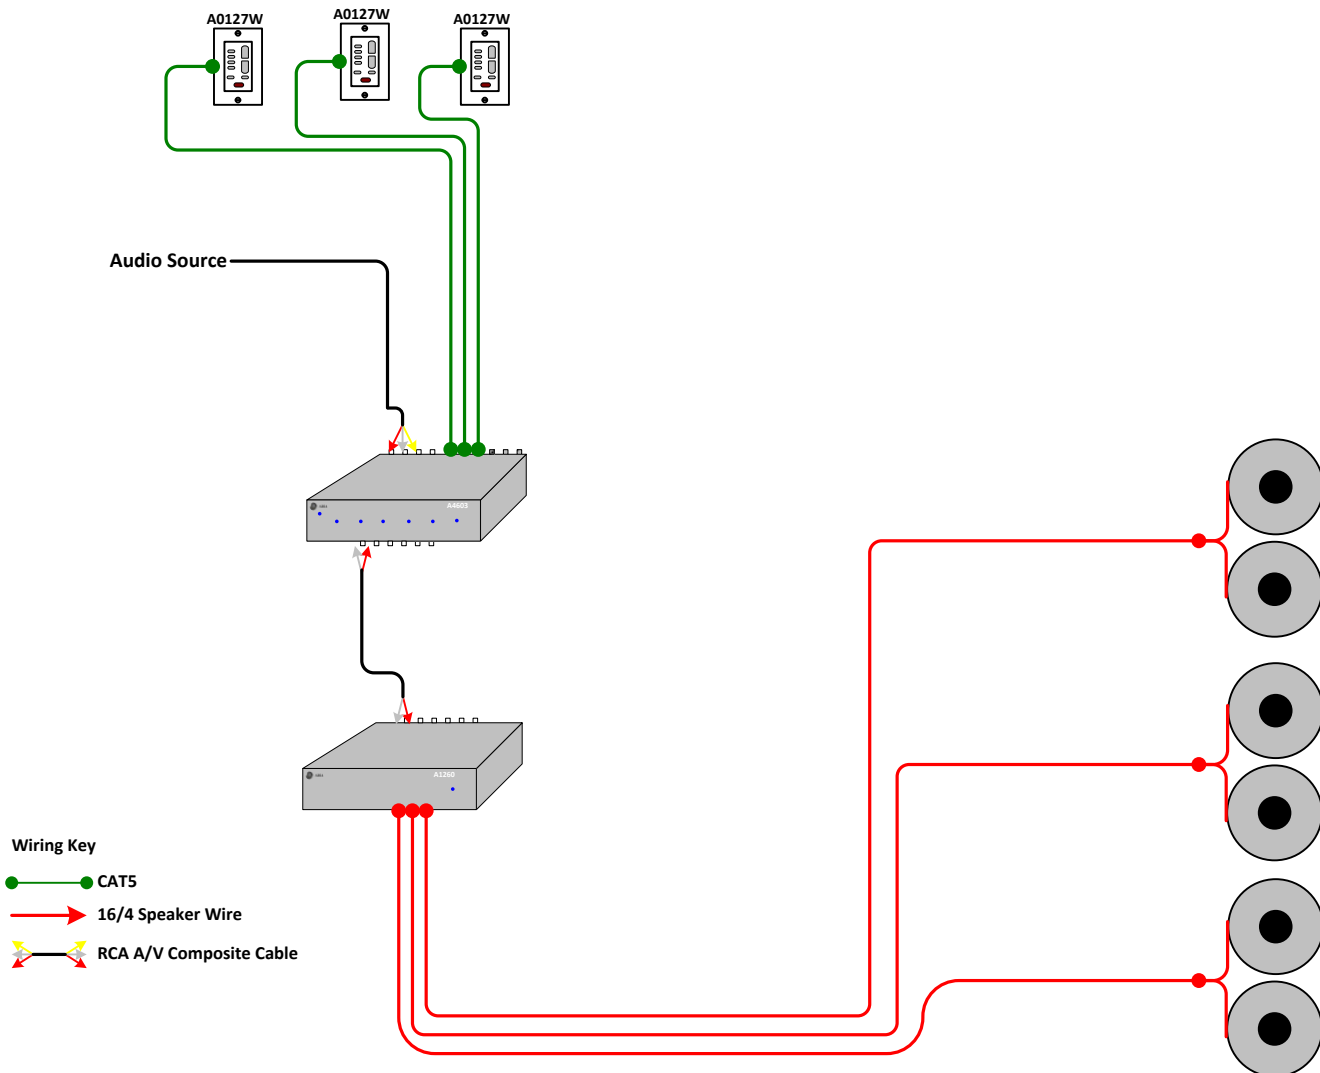 A0127W
A0127W
A0127W
Audio Source
A4603
A1260
Wiring Key
CAT5
16/4 Speaker Wire
RCA A/V Composite Cable